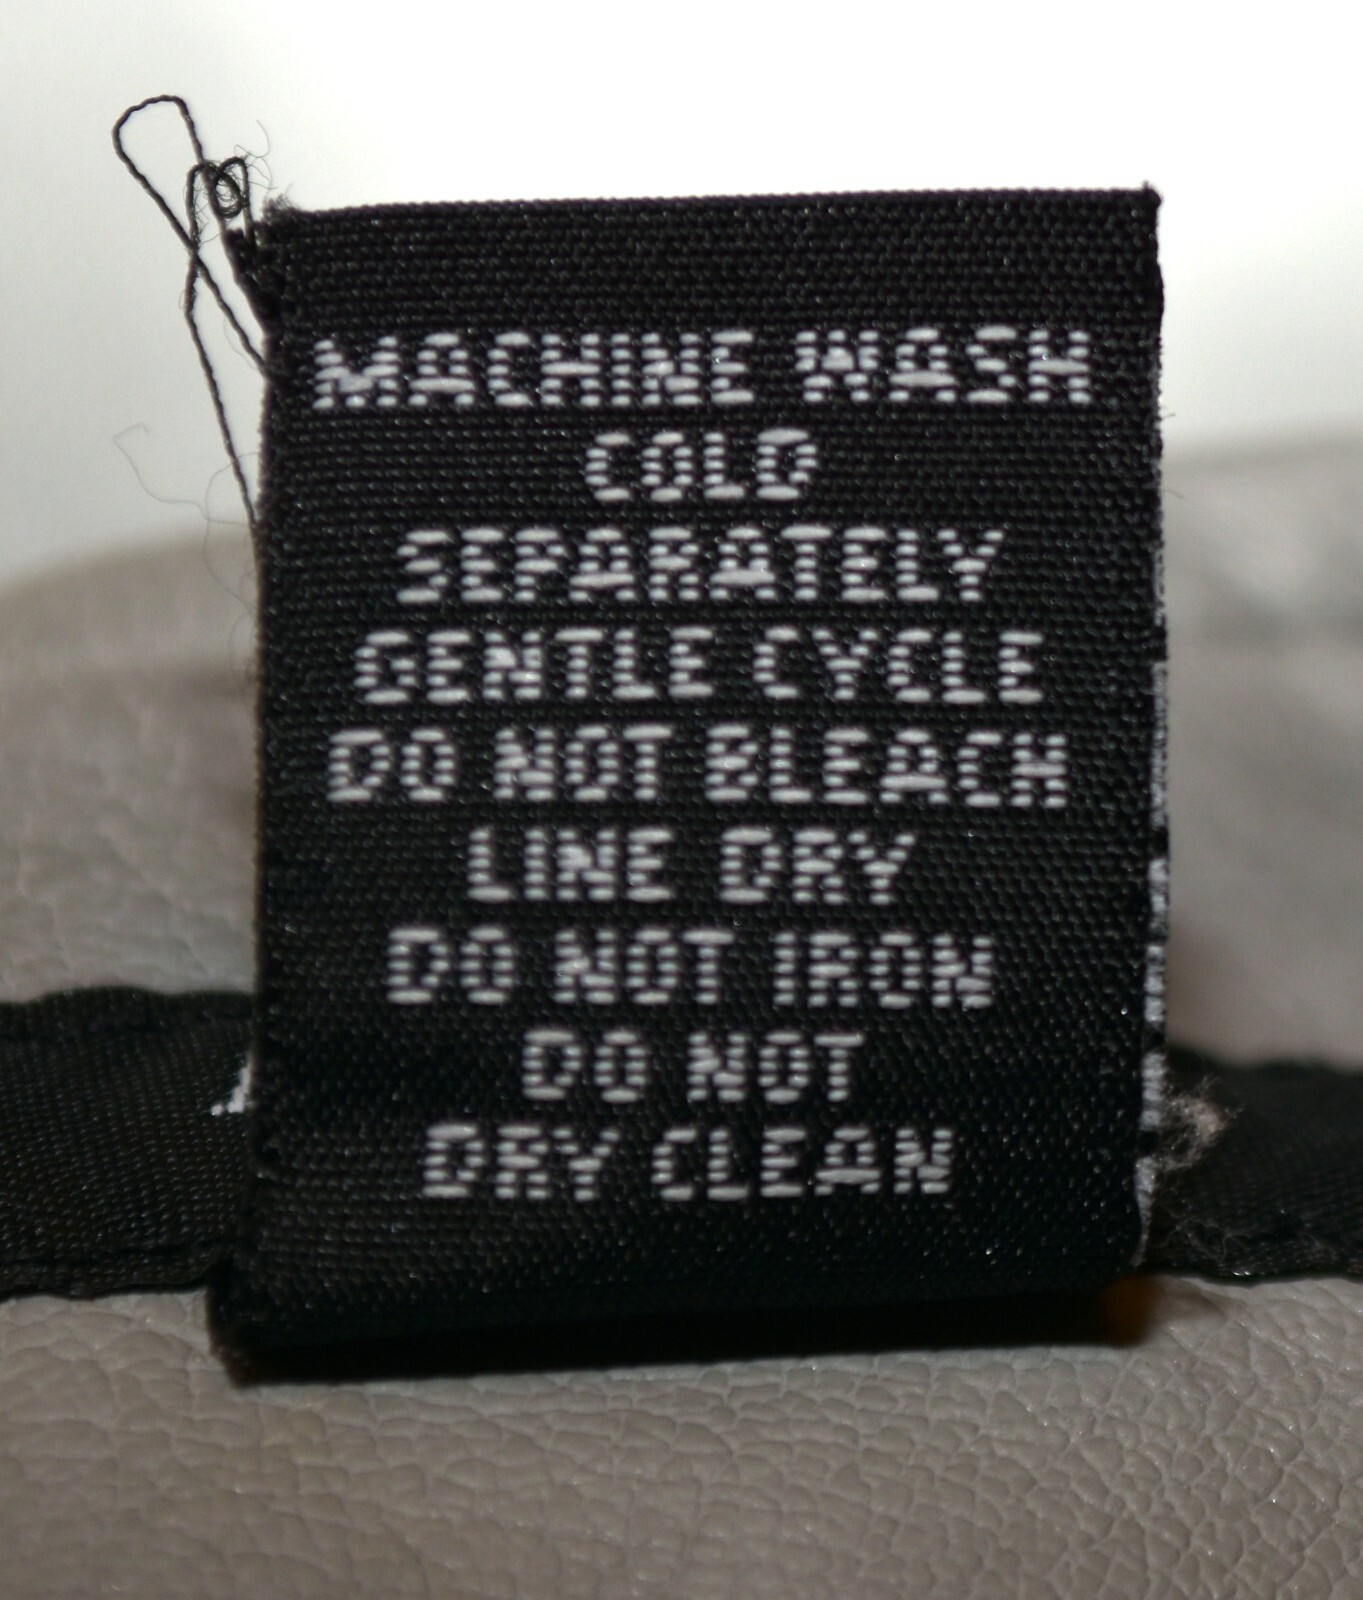 MACHINE WASH
COLD
SEPARATELY
GENTLE CYCLE
DO NOT BLEACH
LINE DRY
DO NOT IRON
DO NOT
DRY CLEAN